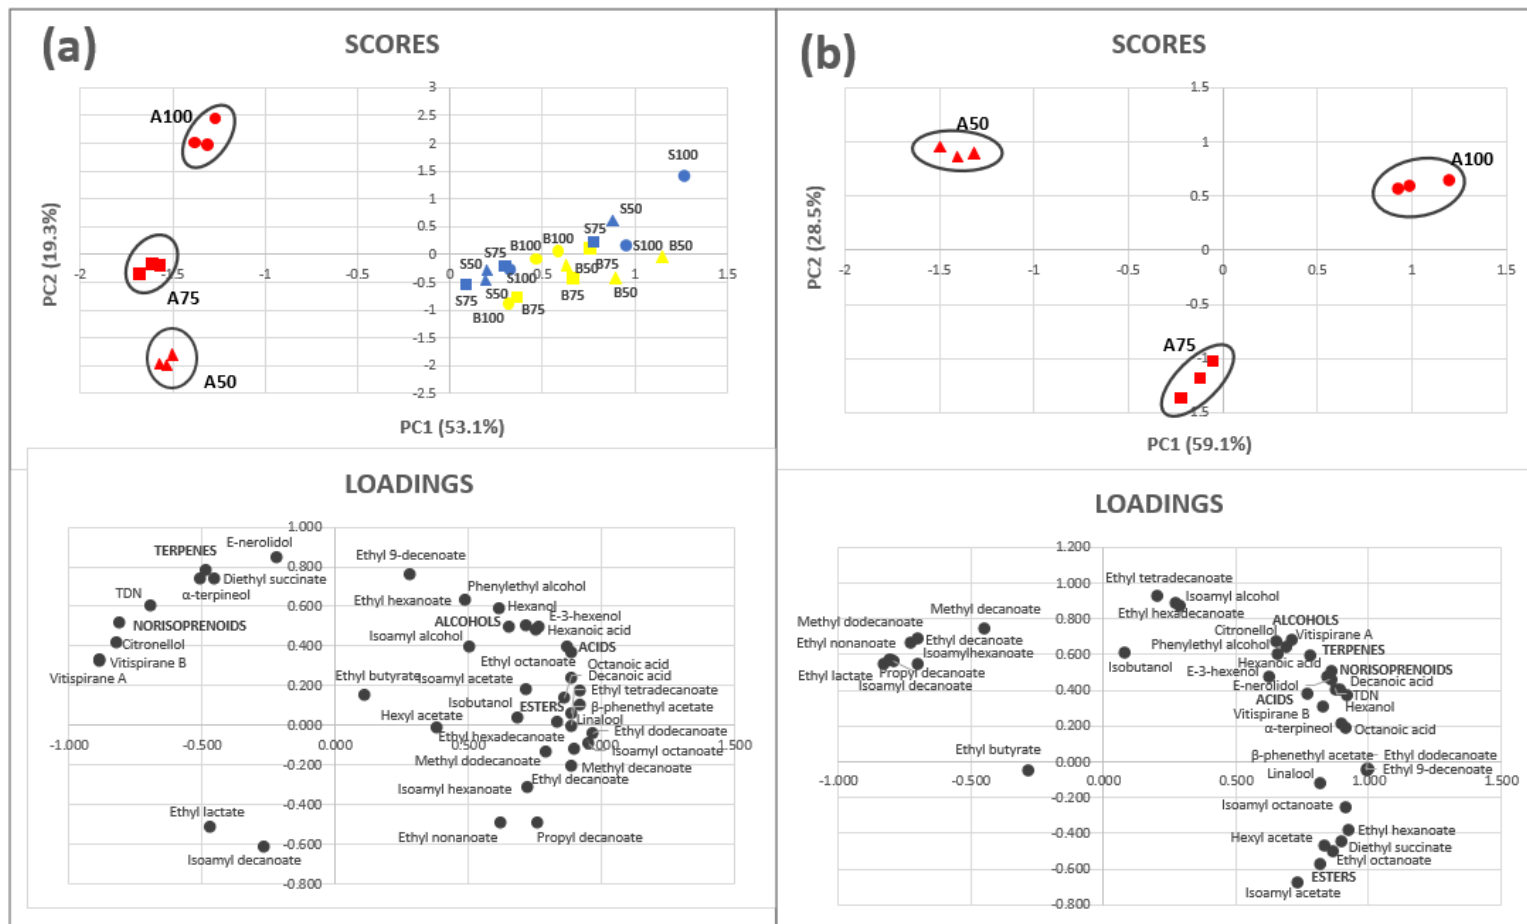 (a)
SCORES
3
2.5
2
1.5
1
0.5
0
-0.5
-1
-1.5
-2
-2.5
-2
-1.5
-1
-0.5
0
0.5
1
1.5
A100
A75
A50
S100
S50
S75
B100
B100
S100
B50
S50
S75
S100
B50
B75
S75
S50
B100
B75
B75
B50
PC2 (19.3%)
PC1 (53.1%)
LOADINGS
1.000
0.800
0.600
0.400
0.200
0.000
-0.200
-0.400
-0.600
-0.800
-1.000
-0.500
0.000
0.500
1.000
1.500
E-nerolidol
TERPENES
Diethyl succinate
α-terpineol
TDN
NORISOPRENOIDS
Citronellol
Vitispirane B
Vitispirane A
Ethyl 9-decenoate
Phenylethyl alcohol
Ethyl hexanoate
Hexanol
E-3-hexenol
ALCOHOLS
Hexanoic acid
Isoamyl alcohol
ACIDS
Ethyl octanoate
Octanoic acid
Decanoic acid
Ethyl butyrate
Isoamyl acetate
Ethyl tetradecanoate
Isobutanol
ESTERS
β-phenethyl acetate
Hexyl acetate
Linalool
Ethyl hexadecanoate
Ethyl dodecanoate
Isoamyl octanoate
Methyl dodecanoate
Methyl decanoate
Ethyl decanoate
Isoamyl hexanoate
Ethyl nonanoate
Propyl decanoate
Ethyl lactate
Isoamyl decanoate
(b)
SCORES
1.5
1
0.5
0
-0.5
-1
1.5
-2
-1.5
-1
-0.5
0
0.5
1
1.5
A50
A100
A75
PC2 (28.5%)
PC1 (59.1%)
LOADINGS
1.200
1.000
0.800
0.600
0.400
0.200
0.000
-0.200
-0.400
-0.600
-0.800
-1.000
-0.500
0.000
0.500
1.000
1.500
Ethyl tetradecanoate
Isoamyl alcohol
Ethyl hexadecanoate
Methyl decanoate
Methyl dodecanoate
Ethyl nonanoate
Ethyl decanoate
Isoamylhexanoate
Propyl decanoate
Ethyl lactate
Isoamyl decanoate
ALCOHOLS
Citronellol
Vitispirane A
Phenylethyl alcohol
TERPENES
Isobutanol
Hexanoic acid
E-3-hexenol
NORISOPRENOIDS
Decanoic acid
E-nerolidol
ACIDS
TDN
Hexanol
Vitispirane B
α-terpineol
Octanoic acid
Ethyl butyrate
β-phenethyl acetate
Ethyl dodecanoate
Linalool
Ethyl 9-decenoate
Isoamyl octanoate
Hexyl acetate
Ethyl hexanoate
Diethyl succinate
Ethyl octanoate
ESTERS
Isoamyl acetate